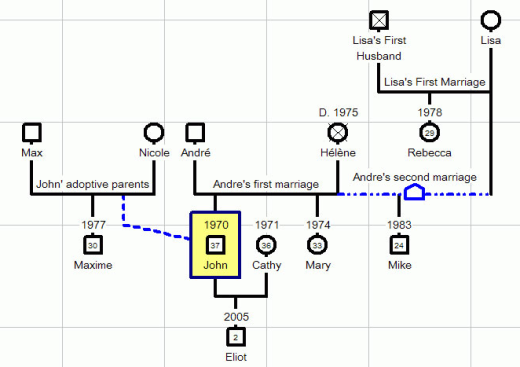 Lisa's First
Husband
Lisa
Lisa's First Marriage
D. 1975
1978
29
Max
Nicole
André
Hélène
Rebecca
John' adoptive parents
Andre's first marriage
Andre's second marriage
1977
1970
1971
1974
1983
30
37
36
33
24
Maxime
John
Cathy
Mary
Mike
2005
2
Eliot